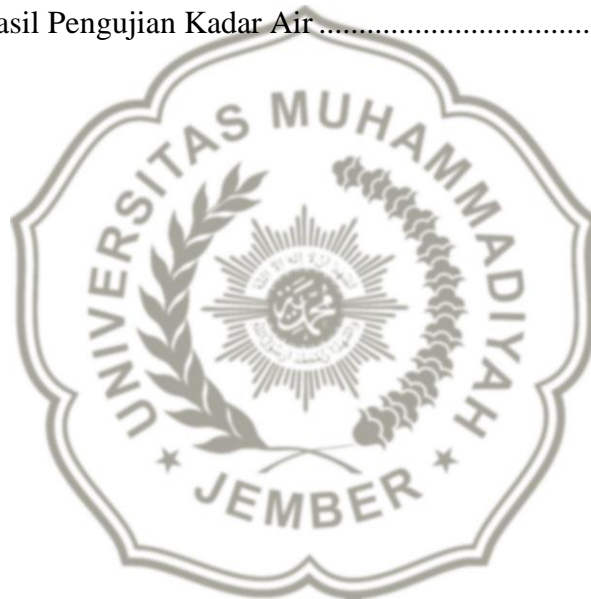 asil Pengujian Kadar Air ..................................
UNIVERSITAS MUHAMMADIYAH
JEMBER